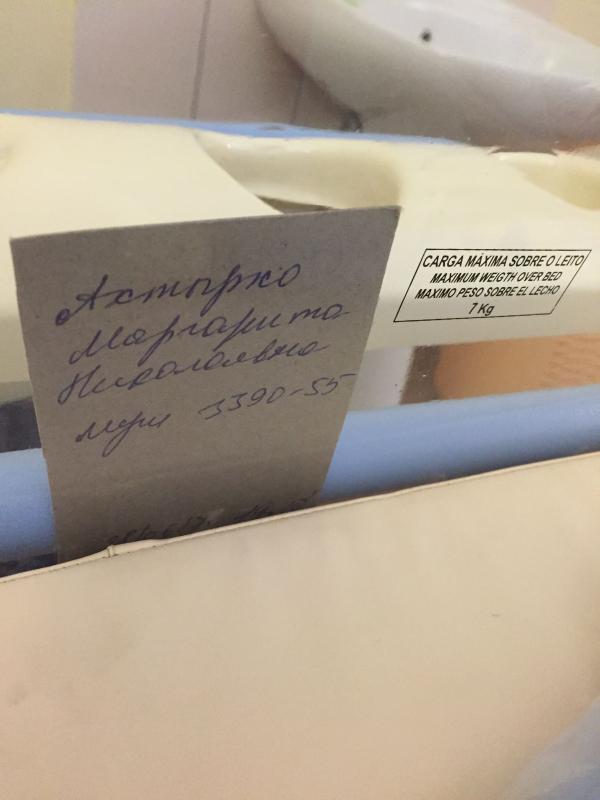 Ахтырко
Маргарита
Николаевна
3390-55
CARGA MÁXIMA SOBRE O LEITO
MAXIMUM WEIGTH OVER BED
MÁXIMO PESO SOBRE EL LECHO
7 Kg